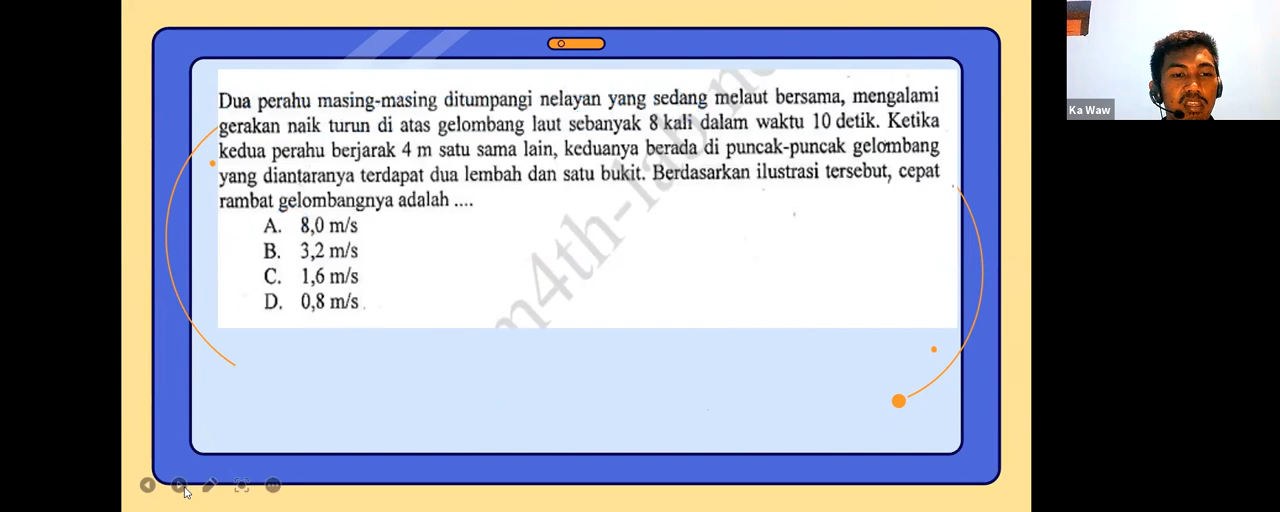 Dua perahu masing-masing ditumpangi nelayan yang sedang melaut bersama, mengalami
gerakan naik turun di atas gelombang laut sebanyak 8 kali dalam waktu 10 detik. Ketika
kedua perahu berjarak 4 m satu sama lain, keduanya berada di puncak-puncak gelombang
yang diantaranya terdapat dua lembah dan satu bukit. Berdasarkan ilustrasi tersebut, cepat
rambat gelombangnya adalah ....
A. 8,0 m/s
B. 3,2 m/s
C. 1,6 m/s
D. 0,8 m/s
Ka Waw